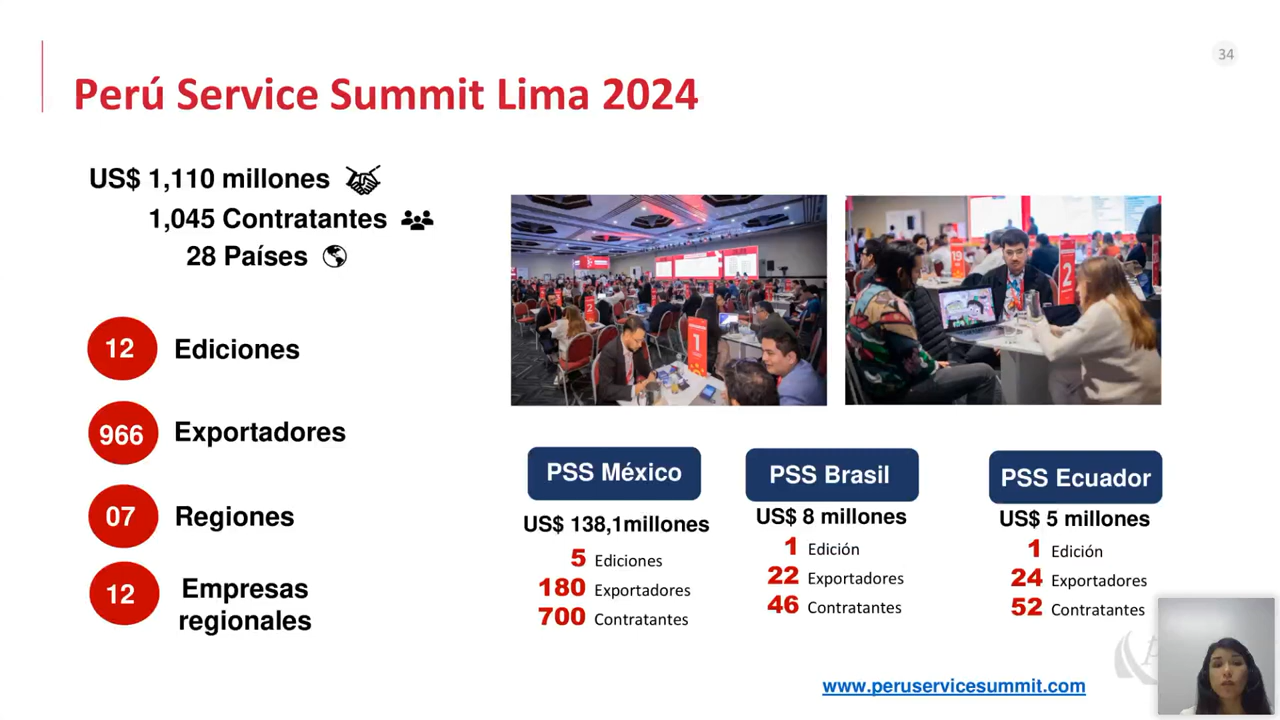 34
Perú Service Summit Lima 2024
US$ 1,110 millones
1,045 Contratantes
28 Países
12 Ediciones
966 Exportadores
07 Regiones
12 Empresas
regionales
19
2
1
PSS México
US$ 138,1millones
5 Ediciones
180 Exportadores
700 Contratantes
PSS Brasil
US$ 8 millones
1 Edición
22 Exportadores
46 Contratantes
PSS Ecuador
US$ 5 millones
1 Edición
24 Exportadores
52 Contratantes
www.peruservicesummit.com